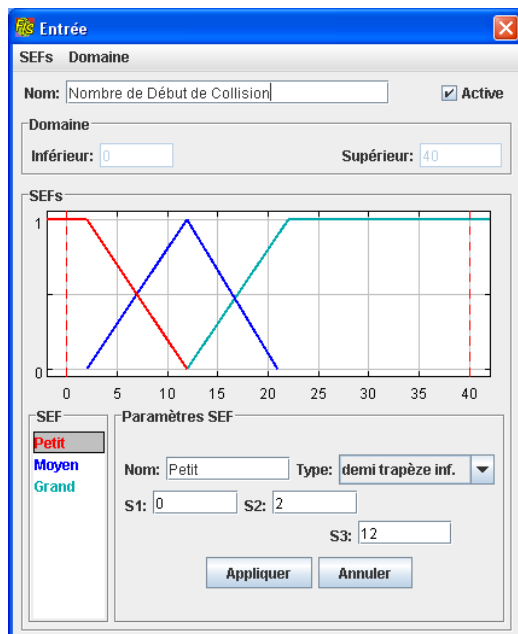 Entrée
SEFs Domaine
Nom: Nombre de Début de Collision Active
Domaine
Inférieur: 0 Supérieur: 40
SEFs
1
0
0 5 10 15 20 25 30 35 40
SEF
Petit
Moyen
Grand
Paramètres SEF
Nom: Petit Type: demi trapèze inf.
S1: 0 S2: 2
S3: 12
Appliquer Annuler